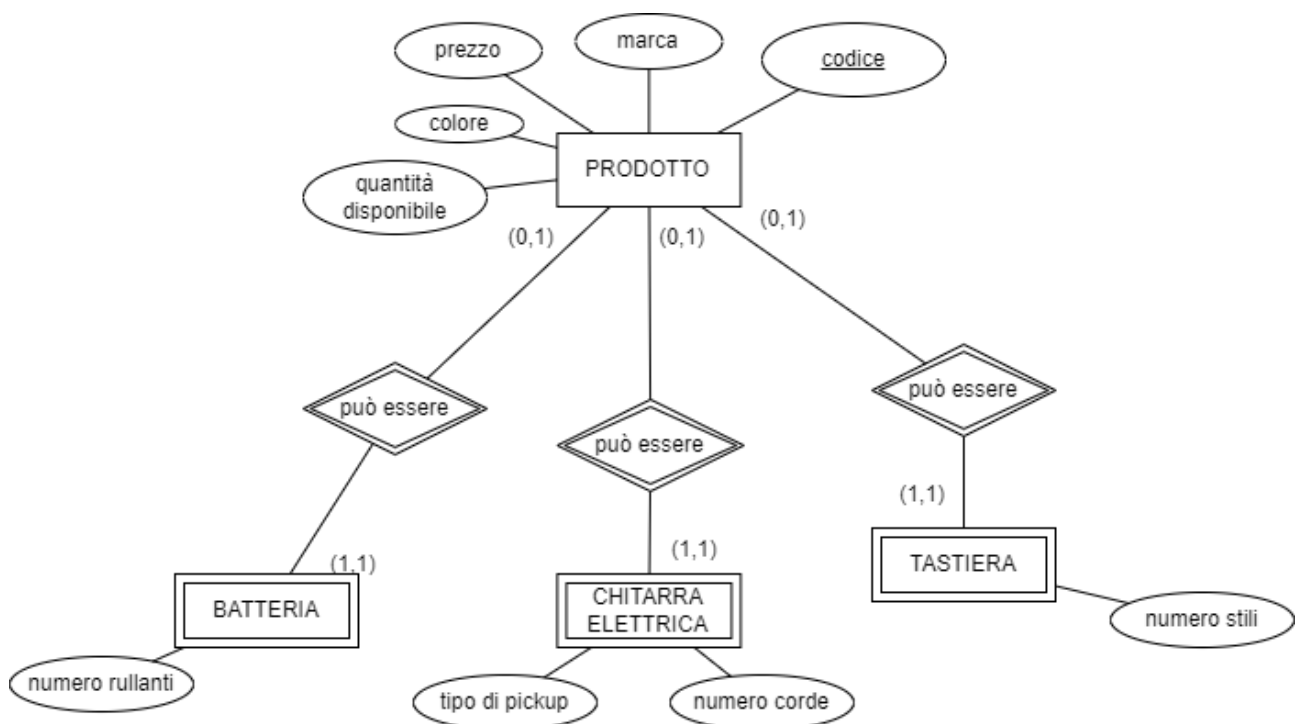 prezzo
marca
codice
colore
PRODOTTO
quantità
disponibile
(0,1)
(0,1)
(0,1)
può essere
può essere
può essere
(1,1)
(1,1)
(1,1)
BATTERIA
CHITARRA
ELETTRICA
TASTIERA
numero rullanti
tipo di pickup
numero corde
numero stili